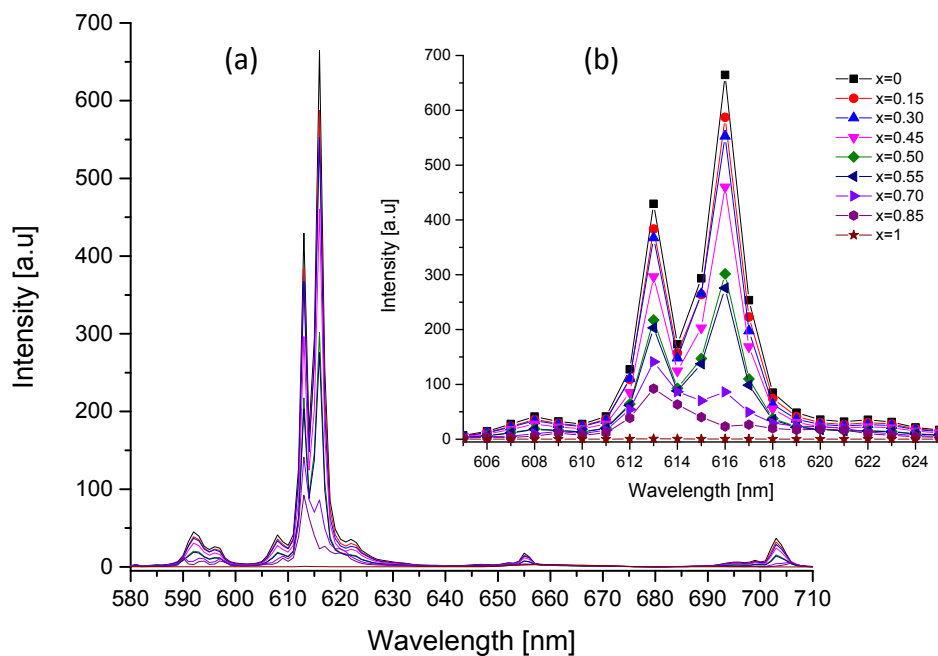 (a)
700
600
500
400
300
200
100
0
Intensity [a.u]
580 590 600 610 620 630 640 650 660 670 680 690 700 710
Wavelength [nm]
(b)
700
600
500
400
300
200
100
0
Intensity [a.u]
606 608 610 612 614 616 618 620 622 624
Wavelength [nm]
x=0
x=0.15
x=0.30
x=0.45
x=0.50
x=0.55
x=0.70
x=0.85
x=1